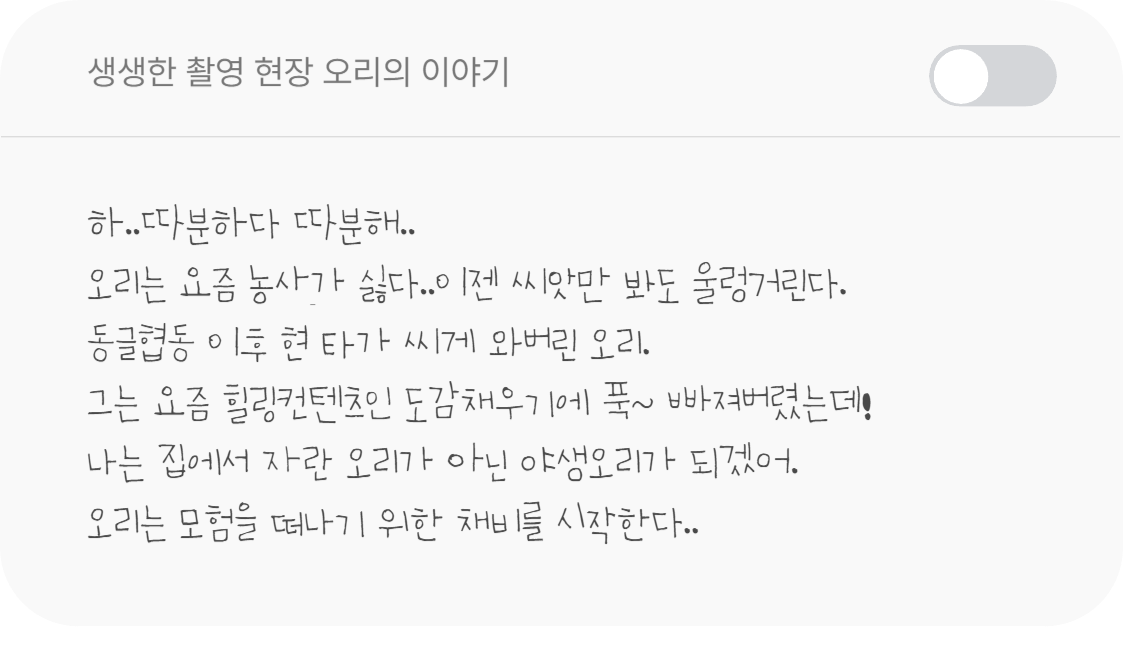 생생한 촬영 현장 오리의 이야기
하..따분하다 따분해..
오리는 요즘 농사가 싫다..이젠 씨앗만 봐도 울렁거린다.
동글협동 이후 현 타가 씨게 와버린 오리.
그는 요즘 힐링컨텐츠인 도감채우기에 푹~ 빠져버렸는데!
나는 집에서 자란 오리가 아닌 야생오리가 되겠어.
오리는 모험을 떠나기 위한 채비를 시작한다..